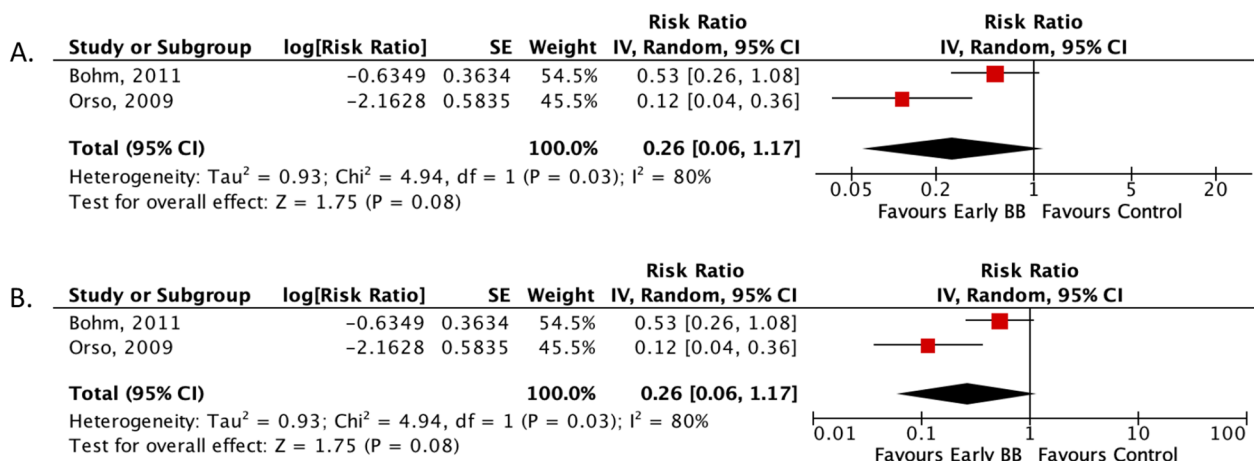 A.
Risk Ratio Risk Ratio
Study or Subgroup log[Risk Ratio] SE Weight IV, Random, 95% CI IV, Random, 95% CI
Bohm, 2011 −0.6349 0.3634 54.5% 0.53 [0.26, 1.08]
Orso, 2009 −2.1628 0.5835 45.5% 0.12 [0.04, 0.36]
Total (95% CI) 100.0% 0.26 [0.06, 1.17]
Heterogeneity: Tau² = 0.93; Chi² = 4.94, df = 1 (P = 0.03); I² = 80%
Test for overall effect: Z = 1.75 (P = 0.08)
0.05 0.2 1 5 20
Favours Early BB Favours Control
B.
Risk Ratio Risk Ratio
Study or Subgroup log[Risk Ratio] SE Weight IV, Random, 95% CI IV, Random, 95% CI
Bohm, 2011 −0.6349 0.3634 54.5% 0.53 [0.26, 1.08]
Orso, 2009 −2.1628 0.5835 45.5% 0.12 [0.04, 0.36]
Total (95% CI) 100.0% 0.26 [0.06, 1.17]
Heterogeneity: Tau² = 0.93; Chi² = 4.94, df = 1 (P = 0.03); I² = 80%
Test for overall effect: Z = 1.75 (P = 0.08)
0.01 0.1 1 10 100
Favours Early BB Favours Control